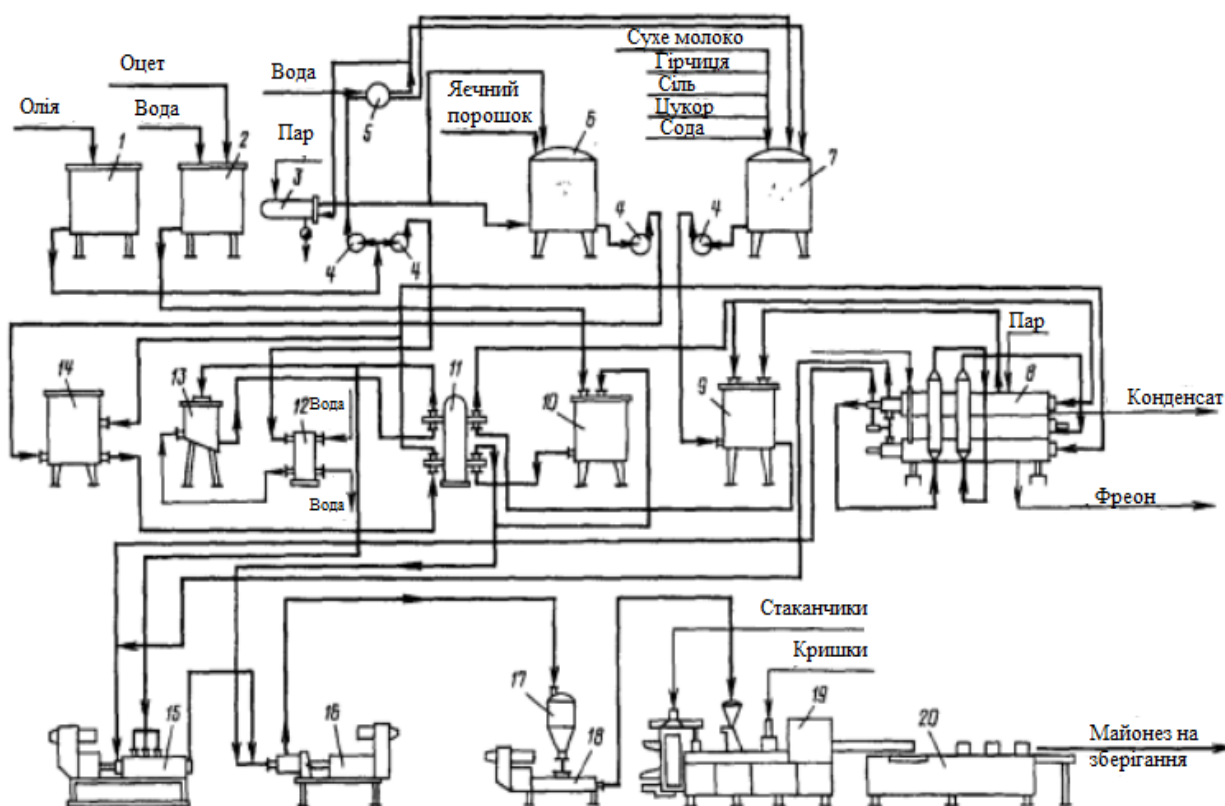 Сухе молоко
Гірчиця
Сіль
Цукор
Сода
Оцет
Вода
Яєчний
порошок
Олія
Вода
Пар
1
2
3
4
4
5
6
4
4
7
Пар
8
Конденсат
Фреон
14
13
12
Вода
Вода
11
10
9
Стаканчики
Кришки
15
16
17
18
19
20
Майонез на
зберігання